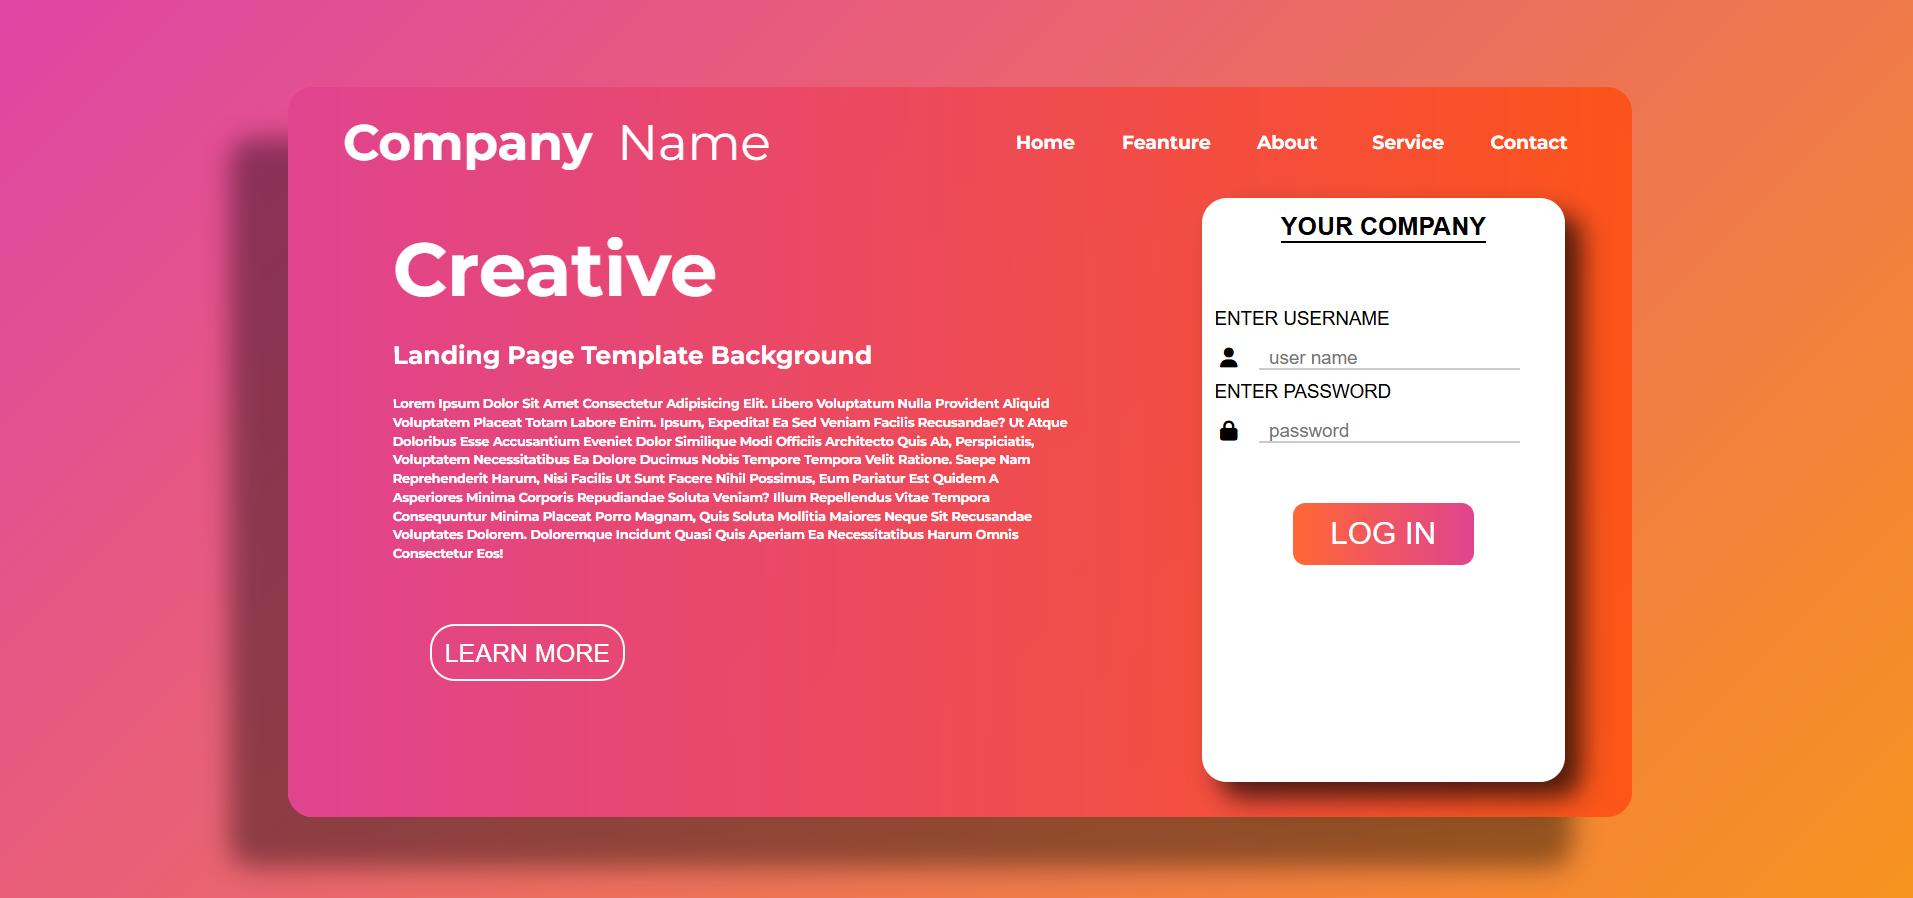 Company Name
Home Feanture About Service Contact
Creative
Landing Page Template Background
Lorem Ipsum Dolor Sit Amet Consectetur Adipisicing Elit. Libero Voluptatum Nulla Provident Aliquid
Voluptatem Placeat Totam Labore Enim. Ipsum, Expedita! Ea Sed Veniam Facilis Recusandae? Ut Atque
Doloribus Esse Accusantium Eveniet Dolor Similique Modi Officiis Architecto Quis Ab, Perspiciatis,
Voluptatem Necessitatibus Ea Dolore Ducimus Nobis Tempore Tempora Velit Ratione. Saepe Nam
Reprehenderit Harum, Nisi Facilis Ut Sunt Facere Nihil Possimus, Eum Pariatur Est Quidem A
Asperiores Minima Corporis Repudiandae Soluta Veniam? Illum Repellendus Vitae Tempora
Consequuntur Minima Placeat Porro Magnam, Quis Soluta Mollitia Maiores Neque Sit Recusandae
Voluptates Dolorem. Doloremque Incidunt Quasi Quis Aperiam Ea Necessitatibus Harum Omnis
Consectetur Eos!
LEARN MORE
YOUR COMPANY
ENTER USERNAME
user name
ENTER PASSWORD
password
LOG IN